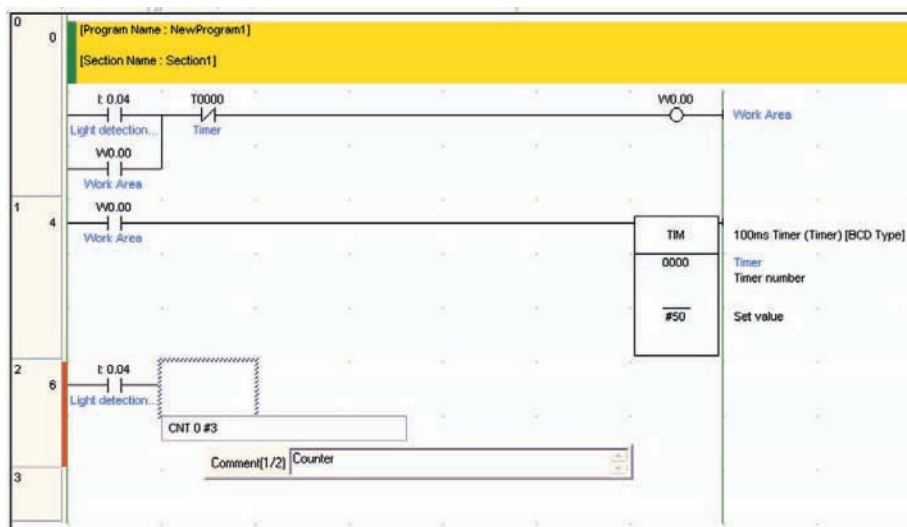 0
0
[Program Name : NewProgram1]
[Section Name : Section1]
I: 0.04
T0000
W0.00
Light detection...
Timer
Work Area
W0.00
Work Area
1
4
W0.00
Work Area
TIM
100ms Timer (Timer) [BCD Type]
0000
Timer
Timer number
#50
Set value
2
6
I: 0.04
Light detection...
CNT 0 #3
Comment(1/2) Counter
3